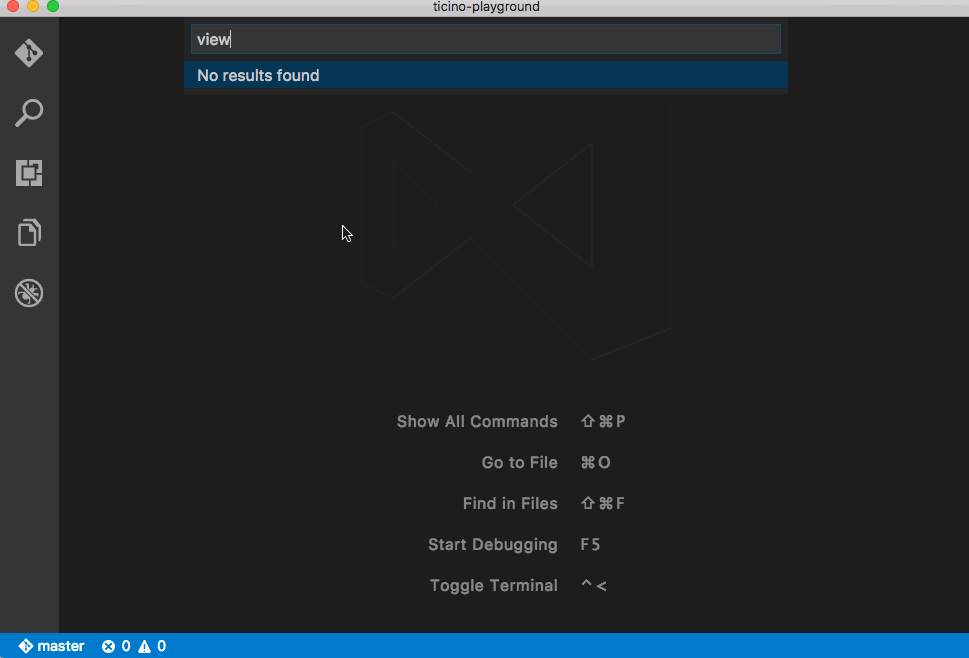 ticino-playground
view
No results found
Show All Commands ⇧⌘P
Go to File ⌘O
Find in Files ⇧⌘F
Start Debugging F5
Toggle Terminal ^<
master 0 0